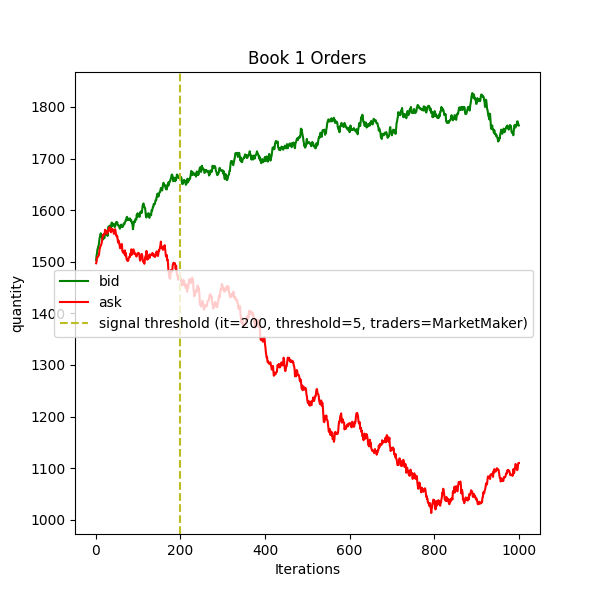 Book 1 Orders
quantity
1800
1700
1600
1500
1400
1300
1200
1100
1000
bid
ask
signal threshold (it=200, threshold=5, traders=MarketMaker)
0 200 400 600 800 1000
Iterations